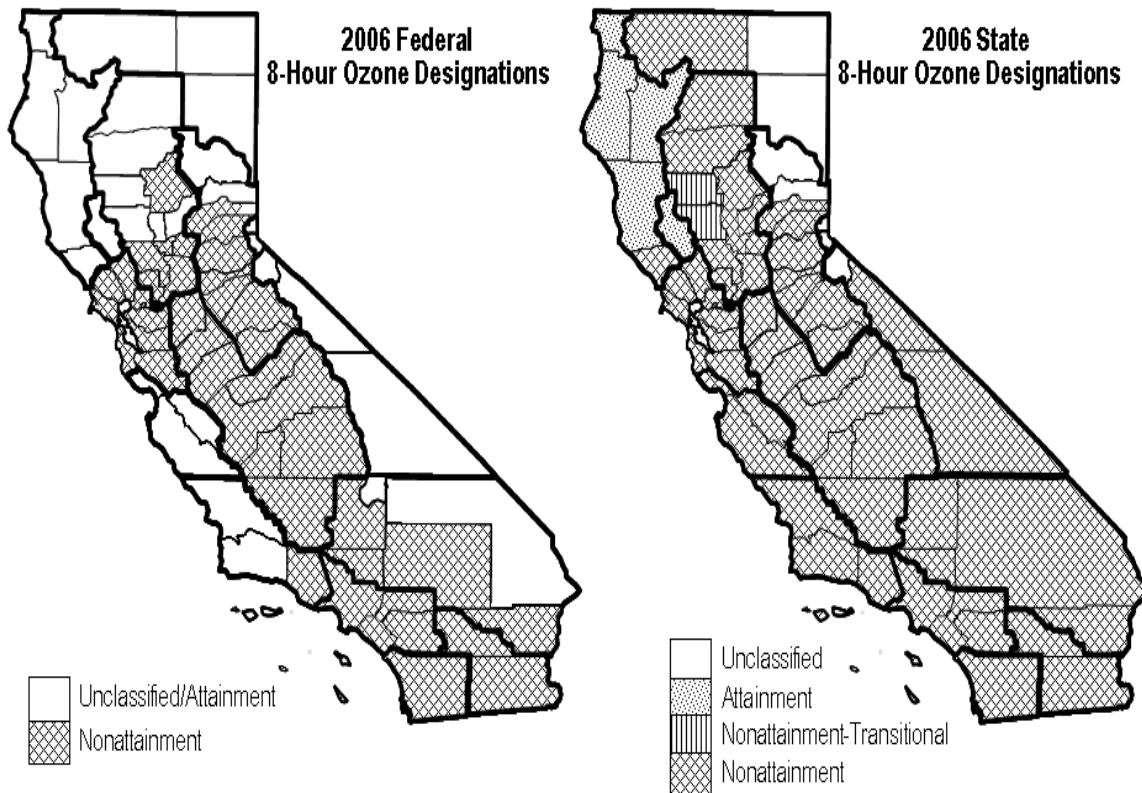 2006 Federal
8-Hour Ozone Designations
Unclassified/Attainment
Nonattainment
2006 State
8-Hour Ozone Designations
Unclassified
Attainment
Nonattainment-Transitional
Nonattainment